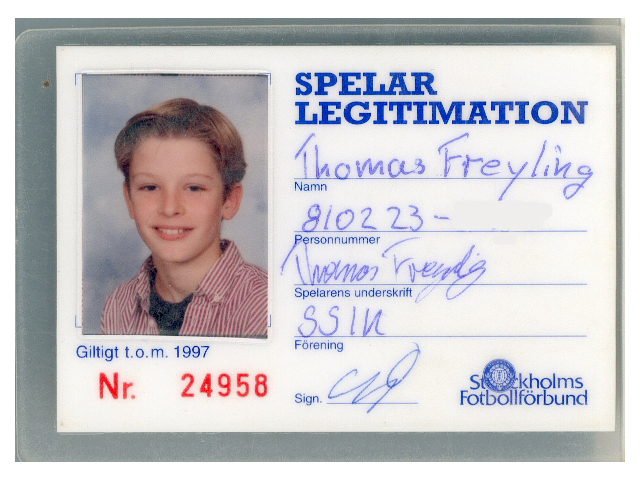 SPELAR
LEGITIMATION
Thomas Freyling
Namn
810223-
Personnummer
Thomas Freyling
Spelarens underskrift
SSIK
Förening
Giltigt t.o.m. 1997
Nr. 24958
Sign.
Stockholms
Fotbollförbund